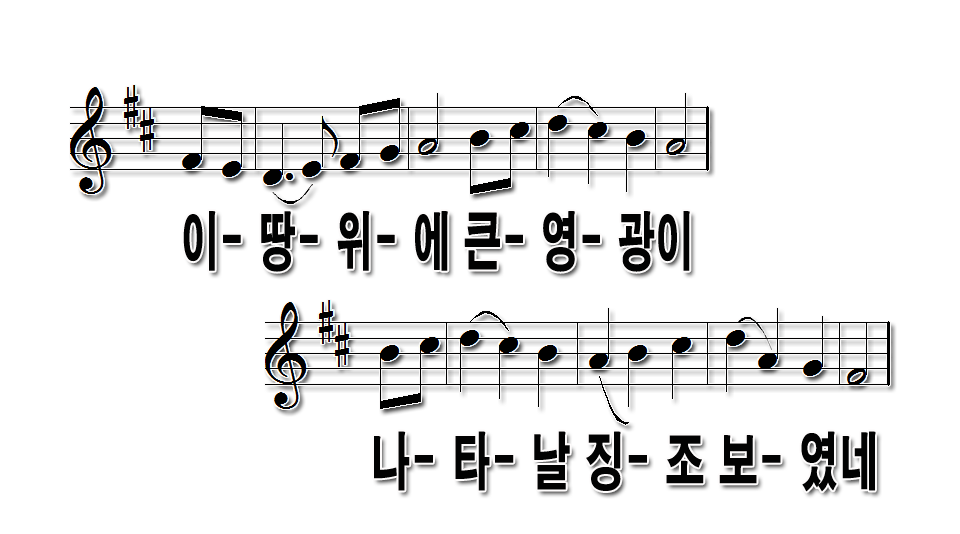 이- 땅- 위- 에 큰- 영- 광이
나- 타- 날 징- 조 보- 였네